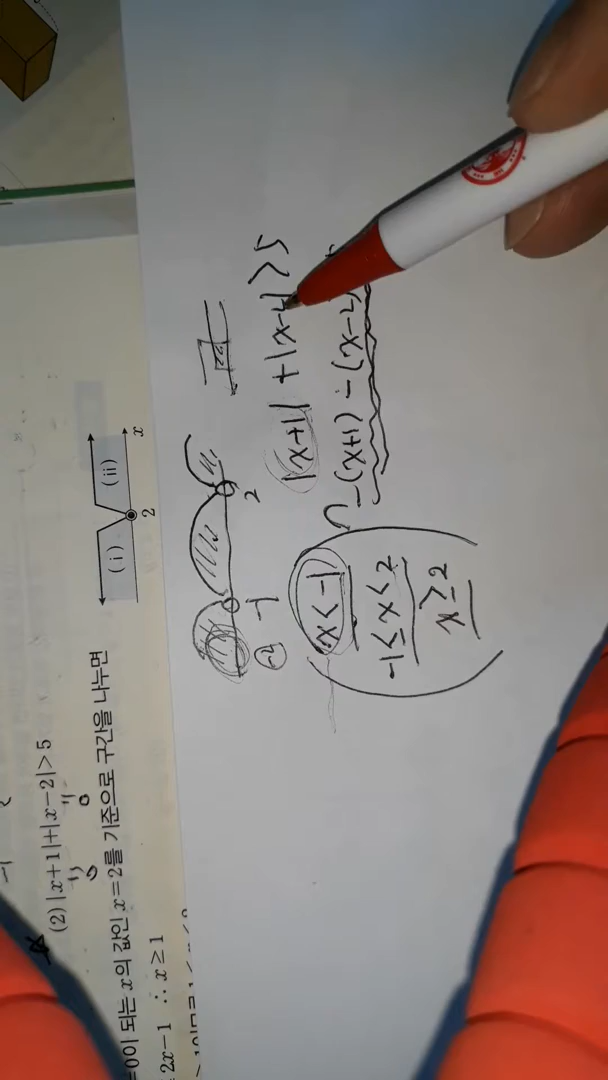 (2) |x+1|+|x-2|>5
=0이 되는 x의 값인 x=2를 기준으로 구간을 나누면
2x-1 ∴ x≥1
(ⅰ) (ⅱ)
2 x
-1 2
-2
|x+1| + |x-2| > 5
x < -1
-(x+1) - (x-2)
-1 ≤ x < 2
x ≥ 2